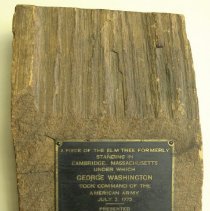 A PIECE OF THE ELM TREE FORMERLY
STANDING IN
CAMBRIDGE, MASSACHUSETTS
UNDER WHICH
GEORGE WASHINGTON
TOOK COMMAND OF THE
AMERICAN ARMY
JULY 3, 1775
PRESENTED